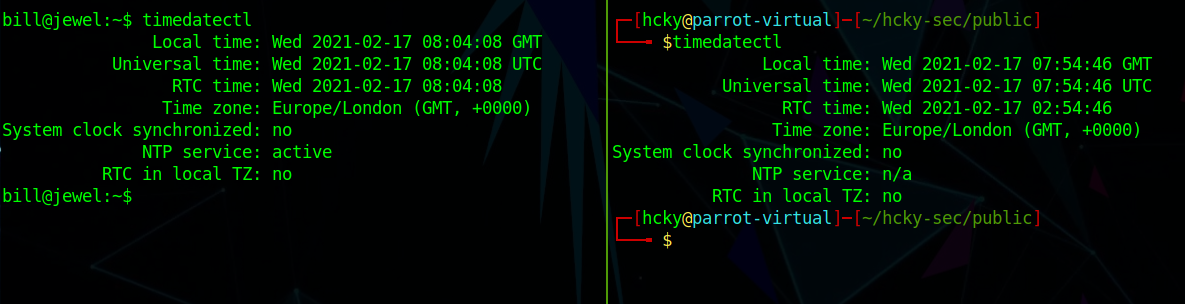 bill@jewel:~$ timedatectl
Local time: Wed 2021-02-17 08:04:08 GMT
Universal time: Wed 2021-02-17 08:04:08 UTC
RTC time: Wed 2021-02-17 08:04:08
Time zone: Europe/London (GMT, +0000)
System clock synchronized: no
NTP service: active
RTC in local TZ: no
bill@jewel:~$
┌─[hcky@parrot-virtual]─[~/hcky-sec/public]
└──╼ $timedatectl
Local time: Wed 2021-02-17 07:54:46 GMT
Universal time: Wed 2021-02-17 07:54:46 UTC
RTC time: Wed 2021-02-17 02:54:46
Time zone: Europe/London (GMT, +0000)
System clock synchronized: no
NTP service: n/a
RTC in local TZ: no
┌─[hcky@parrot-virtual]─[~/hcky-sec/public]
└──╼ $